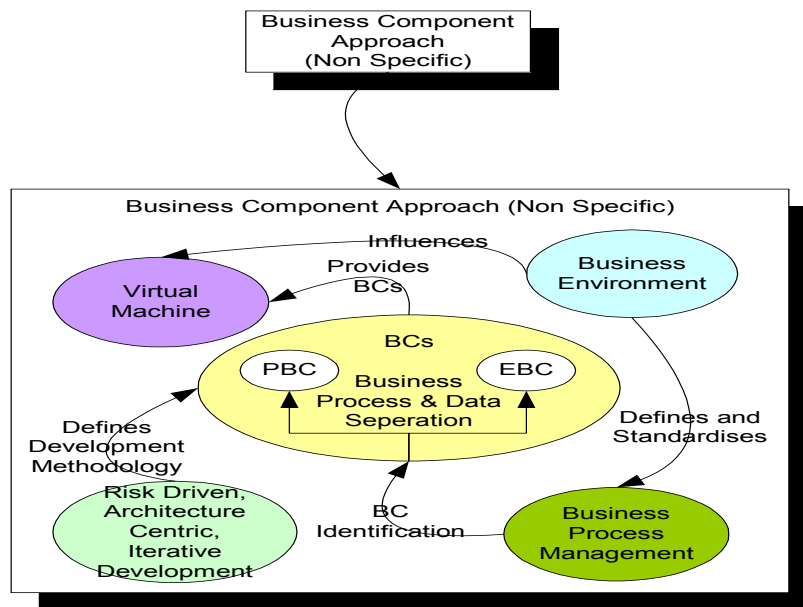 Business Component
Approach
(Non Specific)
Business Component Approach (Non Specific)
Influences
Business
Environment
Provides
BCs
Virtual
Machine
BCs
PBC
EBC
Business
Process & Data
Seperation
Defines
Development
Methodology
Defines and
Standardises
Risk Driven,
Architecture
Centric,
Iterative
Development
BC
Identification
Business
Process
Management